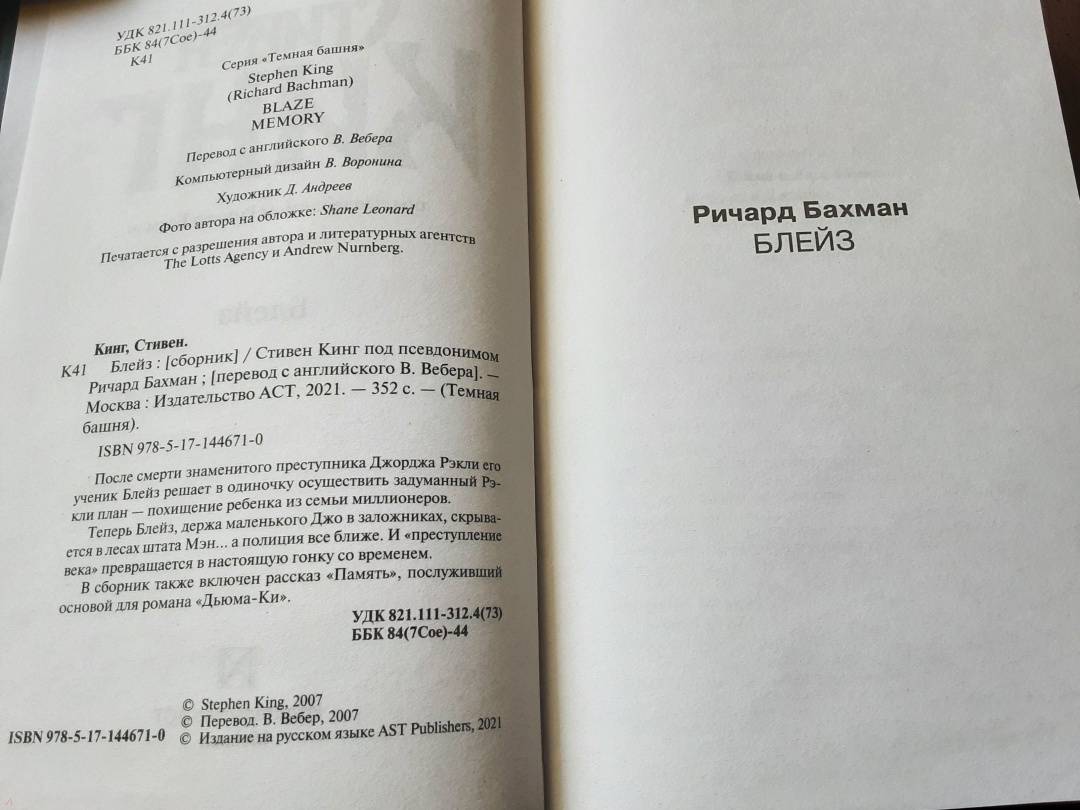 УДК 821.111-312.4(73)
ББК 84(7Сое)-44
К41
Серия «Темная башня»
Stephen King
(Richard Bachman)
BLAZE
MEMORY
Перевод с английского В. Вебера
Компьютерный дизайн В. Воронина
Художник Д. Андреев
Фото автора на обложке: Shane Leonard
Печатается с разрешения автора и литературных агентств
The Lotts Agency и Andrew Nurnberg.
Кинг, Стивен.
К41 Блейз : [сборник] / Стивен Кинг под псевдонимом
Ричард Бахман ; [перевод с английского В. Вебера]. —
Москва : Издательство АСТ, 2021. — 352 с. — (Темная
башня).
ISBN 978-5-17-144671-0
После смерти знаменитого преступника Джорджа Рэкли его
ученик Блейз решает в одиночку осуществить задуманный Рэ-
кли план — похищение ребенка из семьи миллионеров.
Теперь Блейз, держа маленького Джо в заложниках, скрыва-
ется в лесах штата Мэн... а полиция все ближе. И «преступление
века» превращается в настоящую гонку со временем.
В сборник также включен рассказ «Память», послуживший
основой для романа «Дьюма-Ки».
УДК 821.111-312.4(73)
ББК 84(7Сое)-44
© Stephen King, 2007
© Перевод. В. Вебер, 2007
ISBN 978-5-17-144671-0 © Издание на русском языке AST Publishers, 2021
Ричард Бахман
БЛЕЙЗ